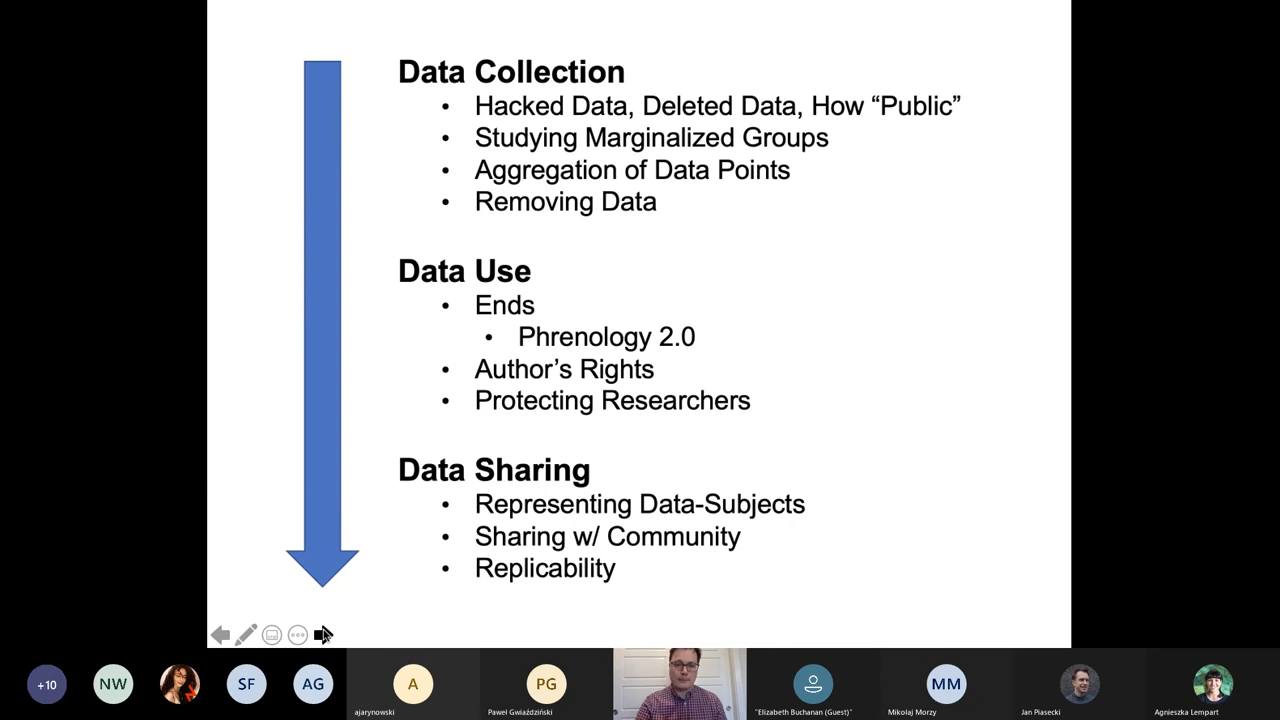 Data Collection
• Hacked Data, Deleted Data, How “Public”
• Studying Marginalized Groups
• Aggregation of Data Points
• Removing Data
Data Use
• Ends
• Phrenology 2.0
• Author’s Rights
• Protecting Researchers
Data Sharing
• Representing Data-Subjects
• Sharing w/ Community
• Replicability
+10
NW
SF
AG
A
ajarynowski
PG
Paweł Gwiaździński
"Elizabeth Buchanan (Guest)"
MM
Mikołaj Morzy
Jan Piasecki
Agnieszka Lempart